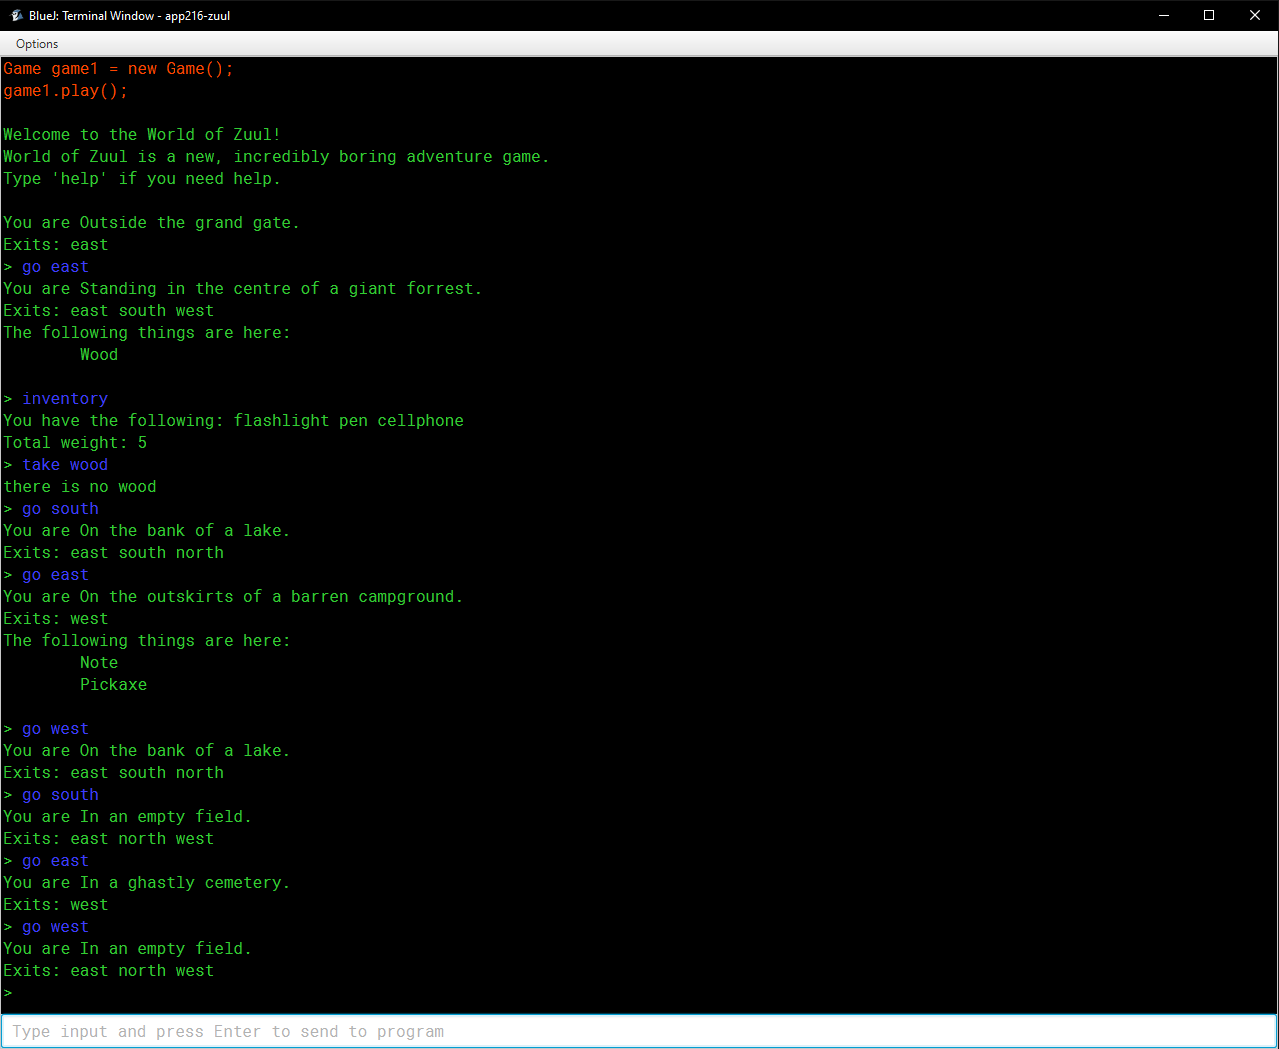 BlueJ: Terminal Window - app216-zuul
Options
Game game1 = new Game();
game1.play();
Welcome to the World of Zuul!
World of Zuul is a new, incredibly boring adventure game.
Type 'help' if you need help.
You are Outside the grand gate.
Exits: east
> go east
You are Standing in the centre of a giant forrest.
Exits: east south west
The following things are here:
Wood
> inventory
You have the following: flashlight pen cellphone
Total weight: 5
> take wood
there is no wood
> go south
You are On the bank of a lake.
Exits: east south north
> go east
You are On the outskirts of a barren campground.
Exits: west
The following things are here:
Note
Pickaxe
> go west
You are On the bank of a lake.
Exits: east south north
> go south
You are In an empty field.
Exits: east north west
> go east
You are In a ghastly cemetery.
Exits: west
> go west
You are In an empty field.
Exits: east north west
>
Type input and press Enter to send to program